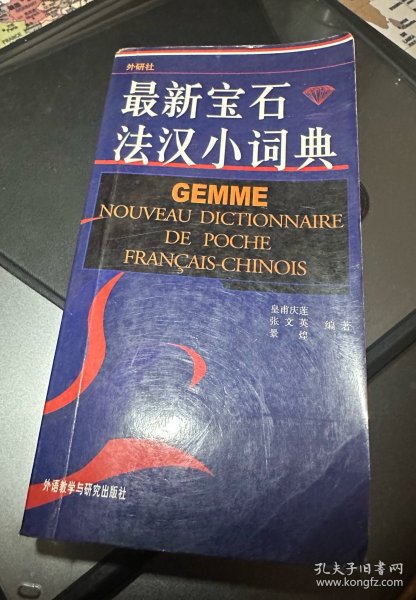 外研社
最新宝石
法汉小词典
GEMME
NOUVEAU DICTIONNAIRE
DE POCHE
FRANÇAIS-CHINOIS
皇甫庆莲
张文英 编著
景煌
外语教学与研究出版社
孔夫子旧书网
www.kongfz.com